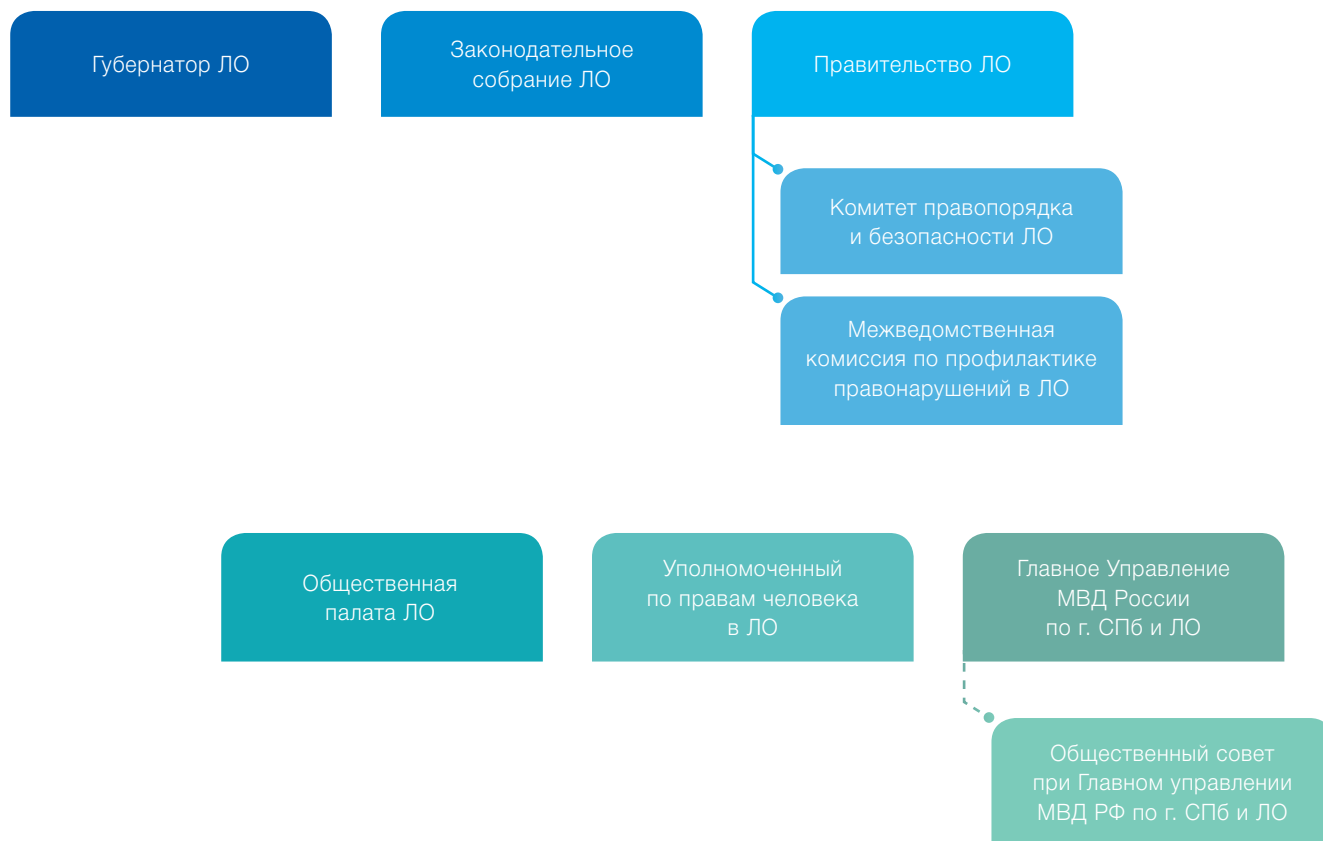 Губернатор ЛО
Законодательное
собрание ЛО
Правительство ЛО
Комитет правопорядка
и безопасности ЛО
Межведомственная
комиссия по профилактике
правонарушений в ЛО
Общественная
палата ЛО
Уполномоченный
по правам человека
в ЛО
Главное Управление
МВД России
по г. СПб и ЛО
Общественный совет
при Главном управлении
МВД РФ по г. СПб и ЛО